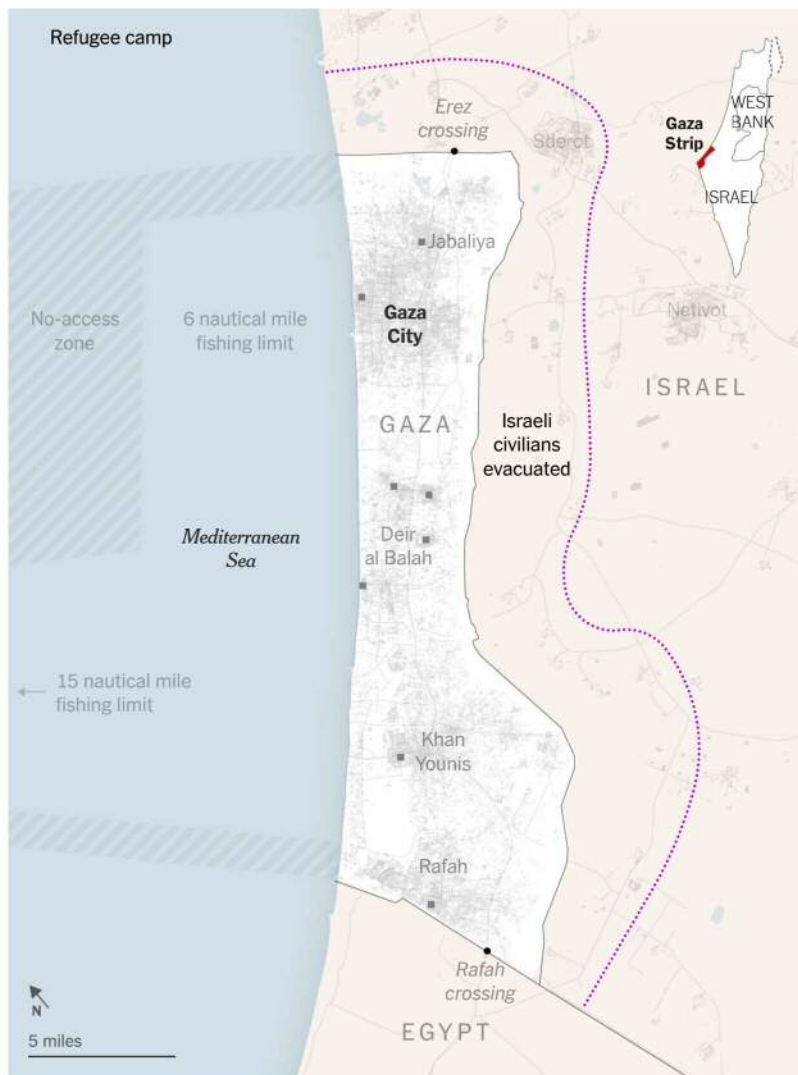 Refugee camp
Erez
crossing
Sderot
WEST
BANK
Gaza
Strip
ISRAEL
Jabaliya
No-access
zone
6 nautical mile
fishing limit
Gaza
City
Netivot
ISRAEL
GAZA
Israeli
civilians
evacuated
Mediterranean
Sea
Deir
al Balah
15 nautical mile
fishing limit
Khan
Younis
Rafah
Rafah
crossing
N
5 miles
EGYPT